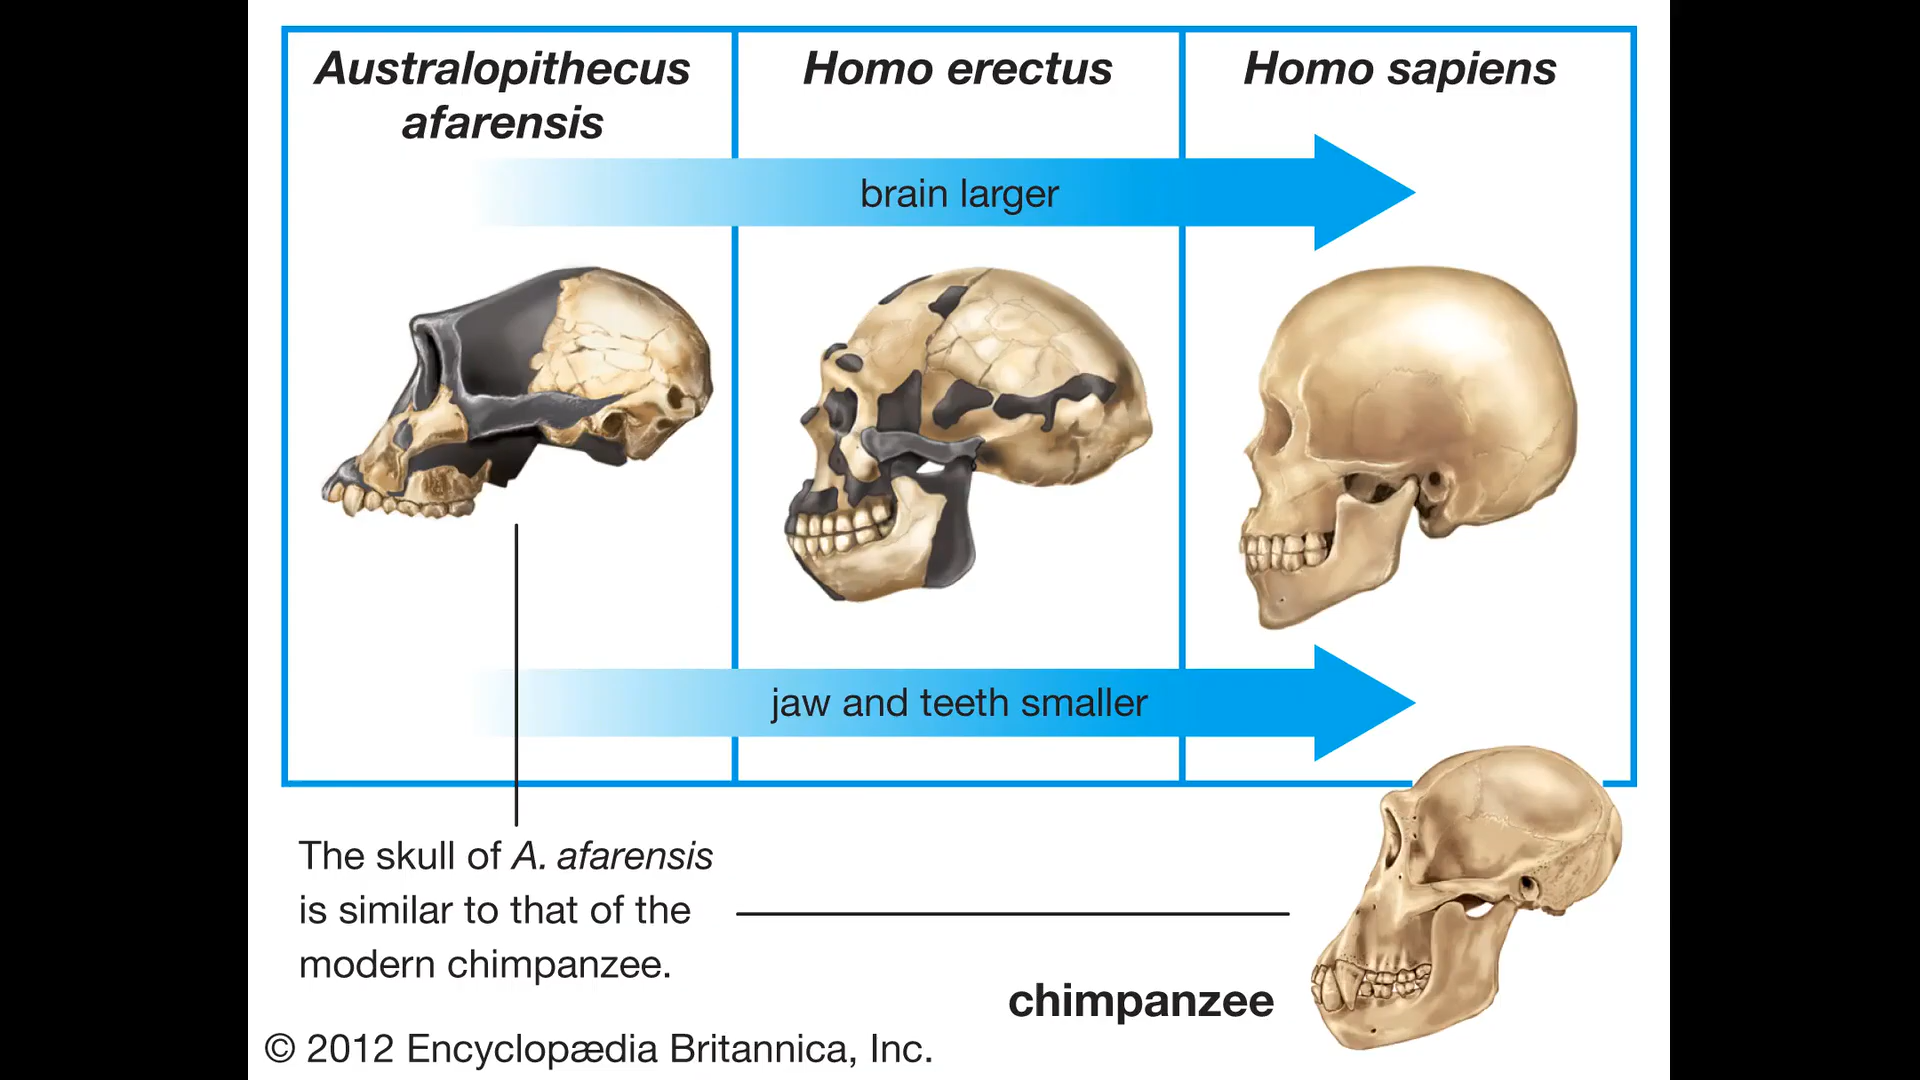 Australopithecus
afarensis
Homo erectus
Homo sapiens
brain larger
jaw and teeth smaller
The skull of A. afarensis
is similar to that of the
modern chimpanzee.
chimpanzee
© 2012 Encyclopædia Britannica, Inc.